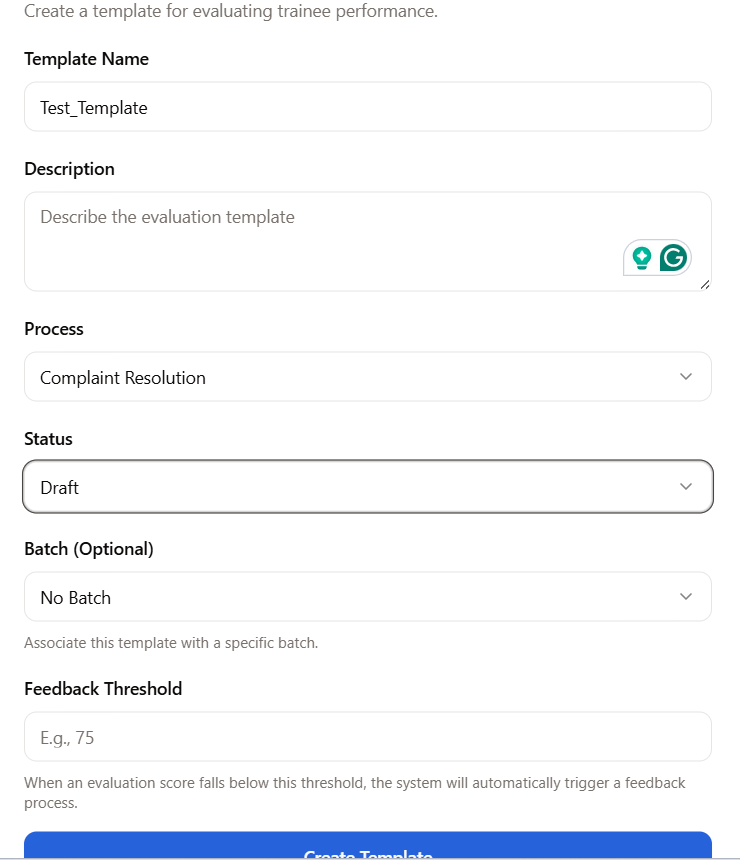 Create a template for evaluating trainee performance.
Template Name
Test_Template
Description
Describe the evaluation template
Process
Complaint Resolution
Status
Draft
Batch (Optional)
No Batch
Associate this template with a specific batch.
Feedback Threshold
E.g., 75
When an evaluation score falls below this threshold, the system will automatically trigger a feedback
process.
Create Template